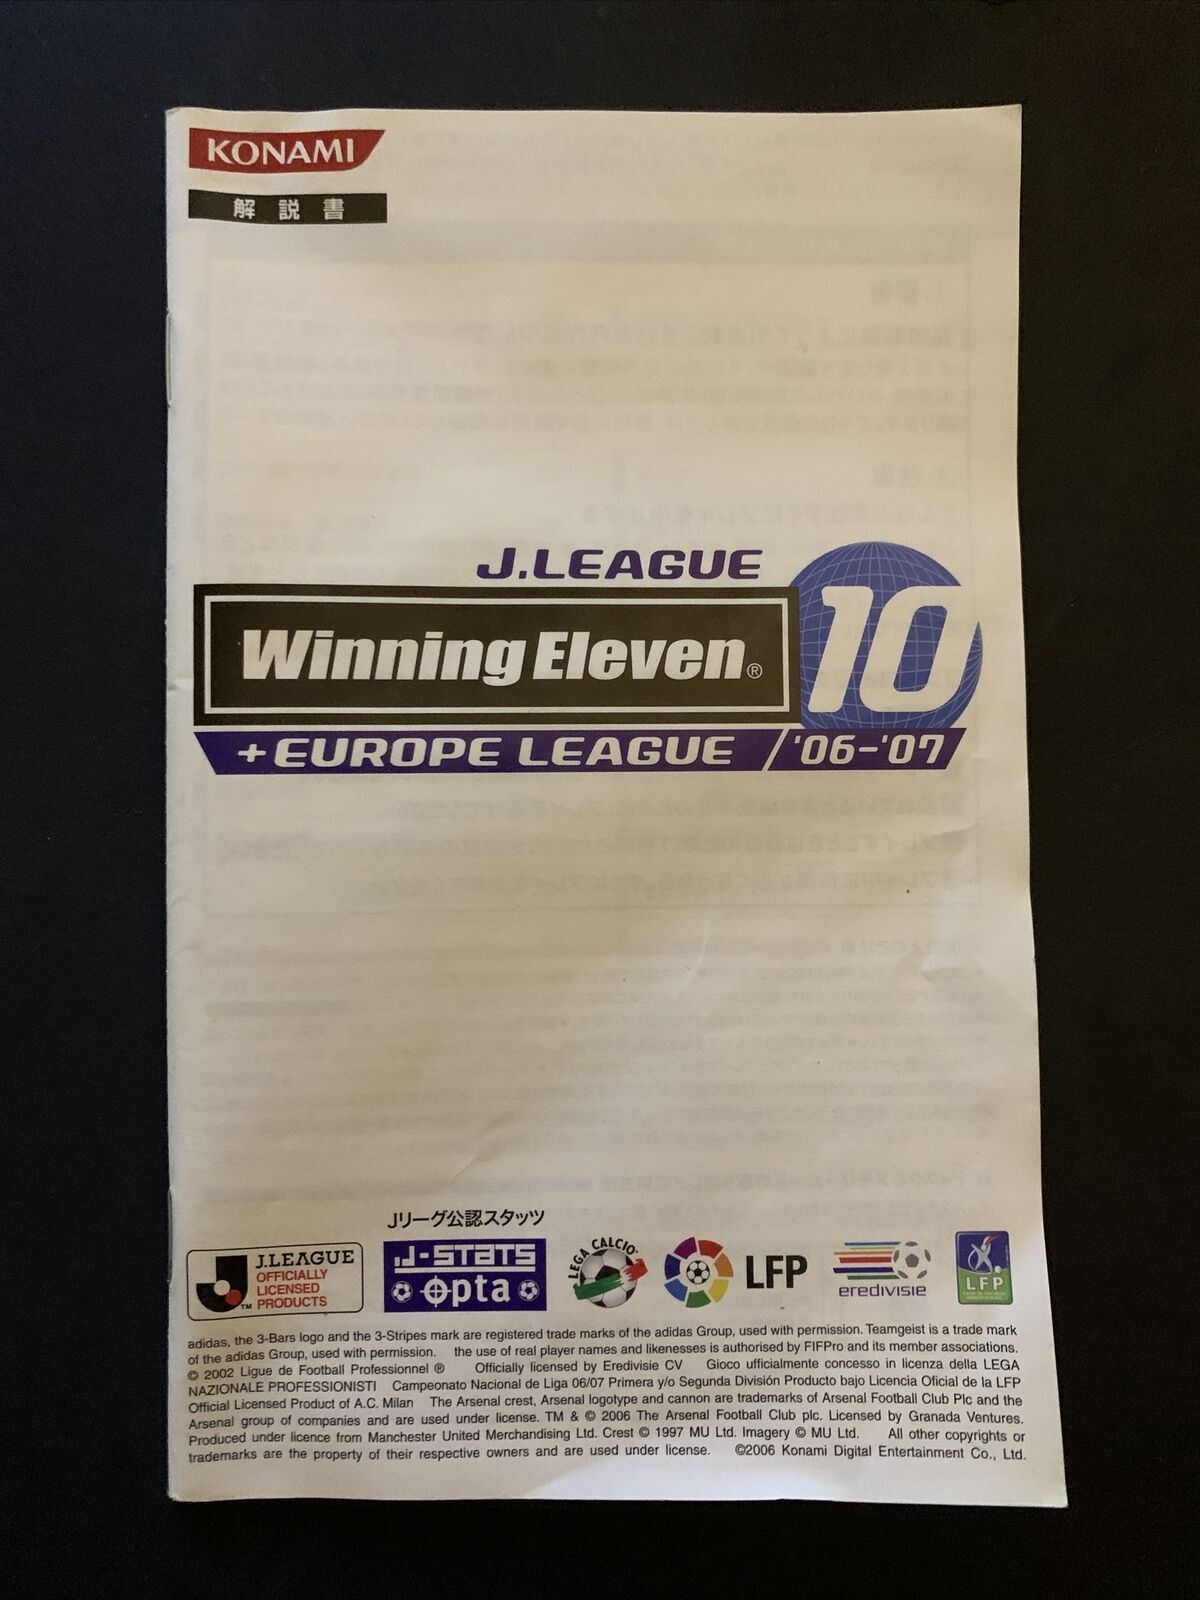 KONAMI
解説書
J.LEAGUE
Winning Eleven® 10
+EUROPE LEAGUE / '06-'07
Jリーグ公認スタッツ
J.LEAGUE
OFFICIALLY
LICENSED
PRODUCTS
TM
J-STATS
Opta
LEGA CALCIO
LFP
eredivisie
LFP
adidas, the 3-Bars logo and the 3-Stripes mark are registered trade marks of the adidas Group, used with permission. Teamgeist is a trade mark
of the adidas Group, used with permission. the use of real player names and likenesses is authorised by FIFPro and its member associations.
© 2002 Ligue de Football Professionnel ® Officially licensed by Eredivisie CV Gioco ufficialmente concesso in licenza della LEGA
NAZIONALE PROFESSIONISTI Campeonato Nacional de Liga 06/07 Primera y/o Segunda División Producto bajo Licencia Oficial de la LFP
Official Licensed Product of A.C. Milan The Arsenal crest, Arsenal logotype and cannon are trademarks of Arsenal Football Club Plc and the
Arsenal group of companies and are used under license. TM & © 2006 The Arsenal Football Club plc. Licensed by Granada Ventures.
Produced under licence from Manchester United Merchandising Ltd. Crest © 1997 MU Ltd. Imagery © MU Ltd. All other copyrights or
trademarks are the property of their respective owners and are used under license. ©2006 Konami Digital Entertainment Co., Ltd.